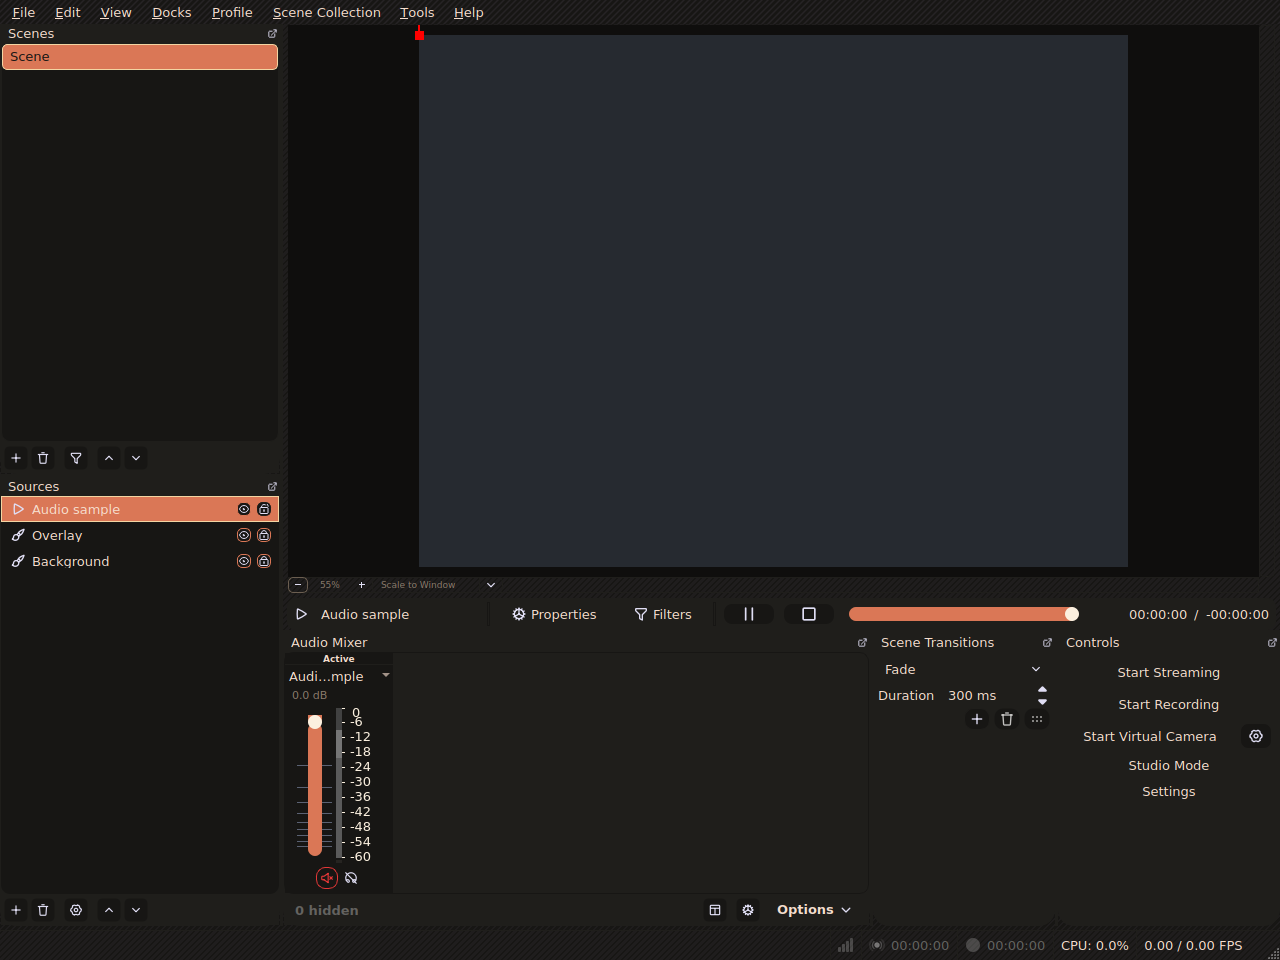 File Edit View Docks Profile Scene Collection Tools Help
Scenes
Scene
Sources
Audio sample
Overlay
Background
55% Scale to Window
Audio sample Properties Filters 00:00:00 / -00:00:00
Audio Mixer
Active
Audi...mple
0.0 dB
0
-6
-12
-18
-24
-30
-36
-42
-48
-54
-60
0 hidden Options
Scene Transitions
Fade
Duration 300 ms
Controls
Start Streaming
Start Recording
Start Virtual Camera
Studio Mode
Settings
00:00:00 00:00:00 CPU: 0.0% 0.00 / 0.00 FPS